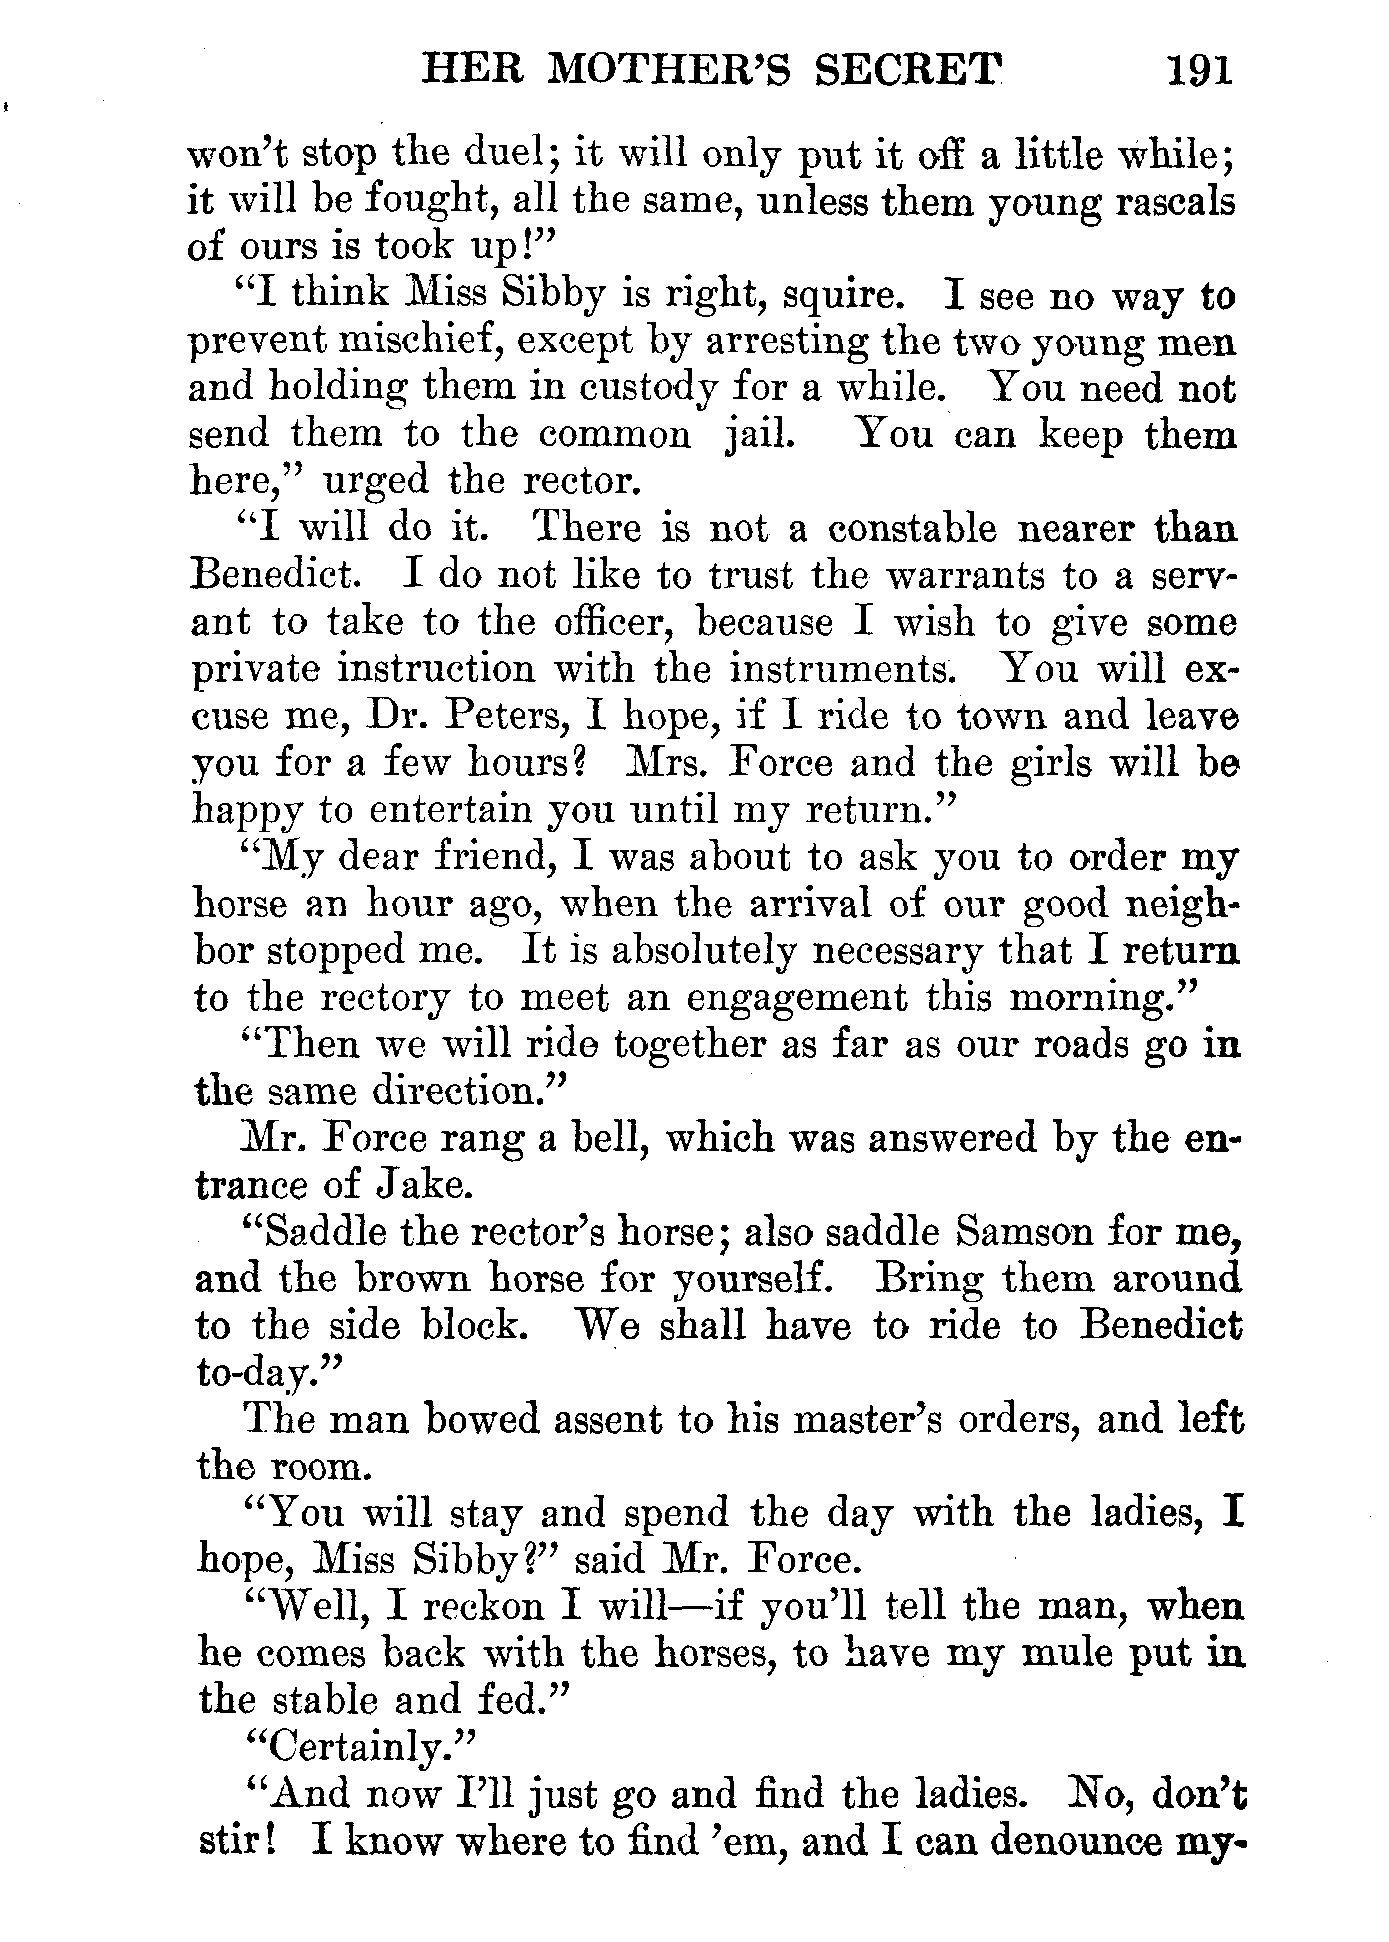 HER MOTHER'S SECRET 191
won't stop the duel; it will only put it off a little while;
it will be fought, all the same, unless them young rascals
of ours is took up!"
"I think Miss Sibby is right, squire. I see no way to
prevent mischief, except by arresting the two young men
and holding them in custody for a while. You need not
send them to the common jail. You can keep them
here," urged the rector.
"I will do it. There is not a constable nearer than
Benedict. I do not like to trust the warrants to a serv-
ant to take to the officer, because I wish to give some
private instruction with the instruments. You will ex-
cuse me, Dr. Peters, I hope, if I ride to town and leave
you for a few hours? Mrs. Force and the girls will be
happy to entertain you until my return."
"My dear friend, I was about to ask you to order my
horse an hour ago, when the arrival of our good neigh-
bor stopped me. It is absolutely necessary that I return
to the rectory to meet an engagement this morning."
"Then we will ride together as far as our roads go in
the same direction."
Mr. Force rang a bell, which was answered by the en-
trance of Jake.
"Saddle the rector's horse; also saddle Samson for me,
and the brown horse for yourself. Bring them around
to the side block. We shall have to ride to Benedict
to-day."
The man bowed assent to his master's orders, and left
the room.
"You will stay and spend the day with the ladies, I
hope, Miss Sibby?" said Mr. Force.
"Well, I reckon I will—if you'll tell the man, when
he comes back with the horses, to have my mule put in
the stable and fed."
"Certainly."
"And now I'll just go and find the ladies. No, don't
stir! I know where to find 'em, and I can denounce my-